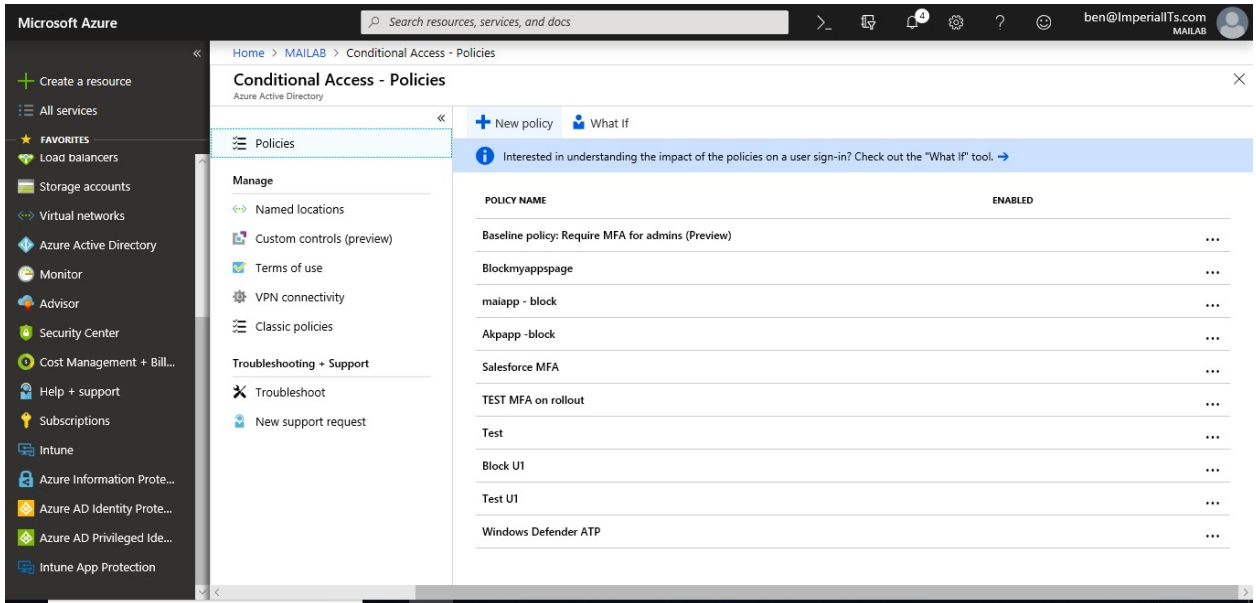 Microsoft Azure
Search resources, services, and docs
4
ben@ImperialITs.com
MAILAB
Create a resource
All services
FAVORITES
Load balancers
Storage accounts
Virtual networks
Azure Active Directory
Monitor
Advisor
Security Center
Cost Management + Bill...
Help + support
Subscriptions
Intune
Azure Information Prote...
Azure AD Identity Prote...
Azure AD Privileged Ide...
Intune App Protection
Home > MAILAB > Conditional Access - Policies
Conditional Access - Policies
Azure Active Directory
Policies
Manage
Named locations
Custom controls (preview)
Terms of use
VPN connectivity
Classic policies
Troubleshooting + Support
Troubleshoot
New support request
New policy What If
Interested in understanding the impact of the policies on a user sign-in? Check out the "What If" tool. →
POLICY NAME ENABLED
Baseline policy: Require MFA for admins (Preview) ...
Blockmyappspage ...
maiapp - block ...
Akpapp -block ...
Salesforce MFA ...
TEST MFA on rollout ...
Test ...
Block U1 ...
Test U1 ...
Windows Defender ATP ...